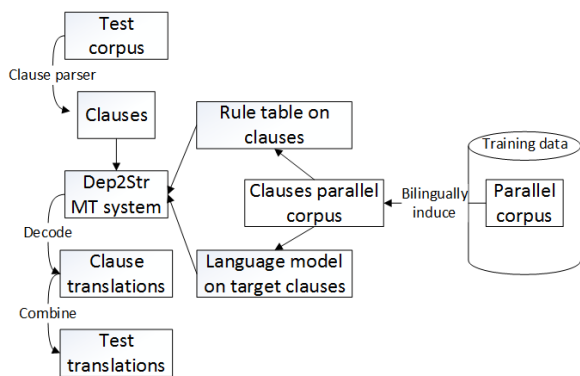 Test
corpus
Clause parser
Clauses
Dep2Str
MT system
Decode
Clause
translations
Combine
Test
translations
Rule table on
clauses
Clauses parallel
corpus
Language model
on target clauses
Bilingually
induce
Training data
Parallel
corpus